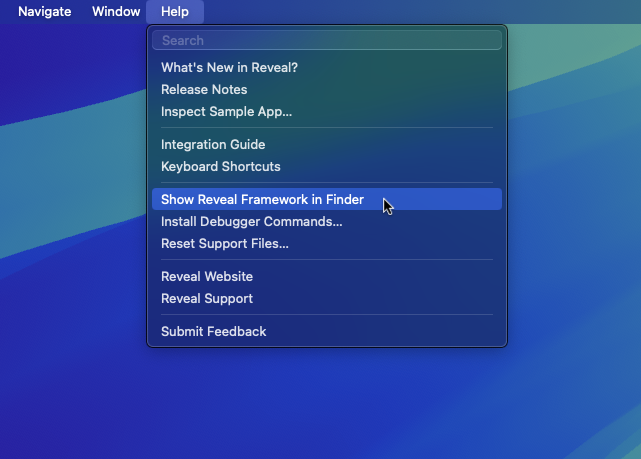 Navigate Window Help
Search
What's New in Reveal?
Release Notes
Inspect Sample App...
Integration Guide
Keyboard Shortcuts
Show Reveal Framework in Finder
Install Debugger Commands...
Reset Support Files...
Reveal Website
Reveal Support
Submit Feedback